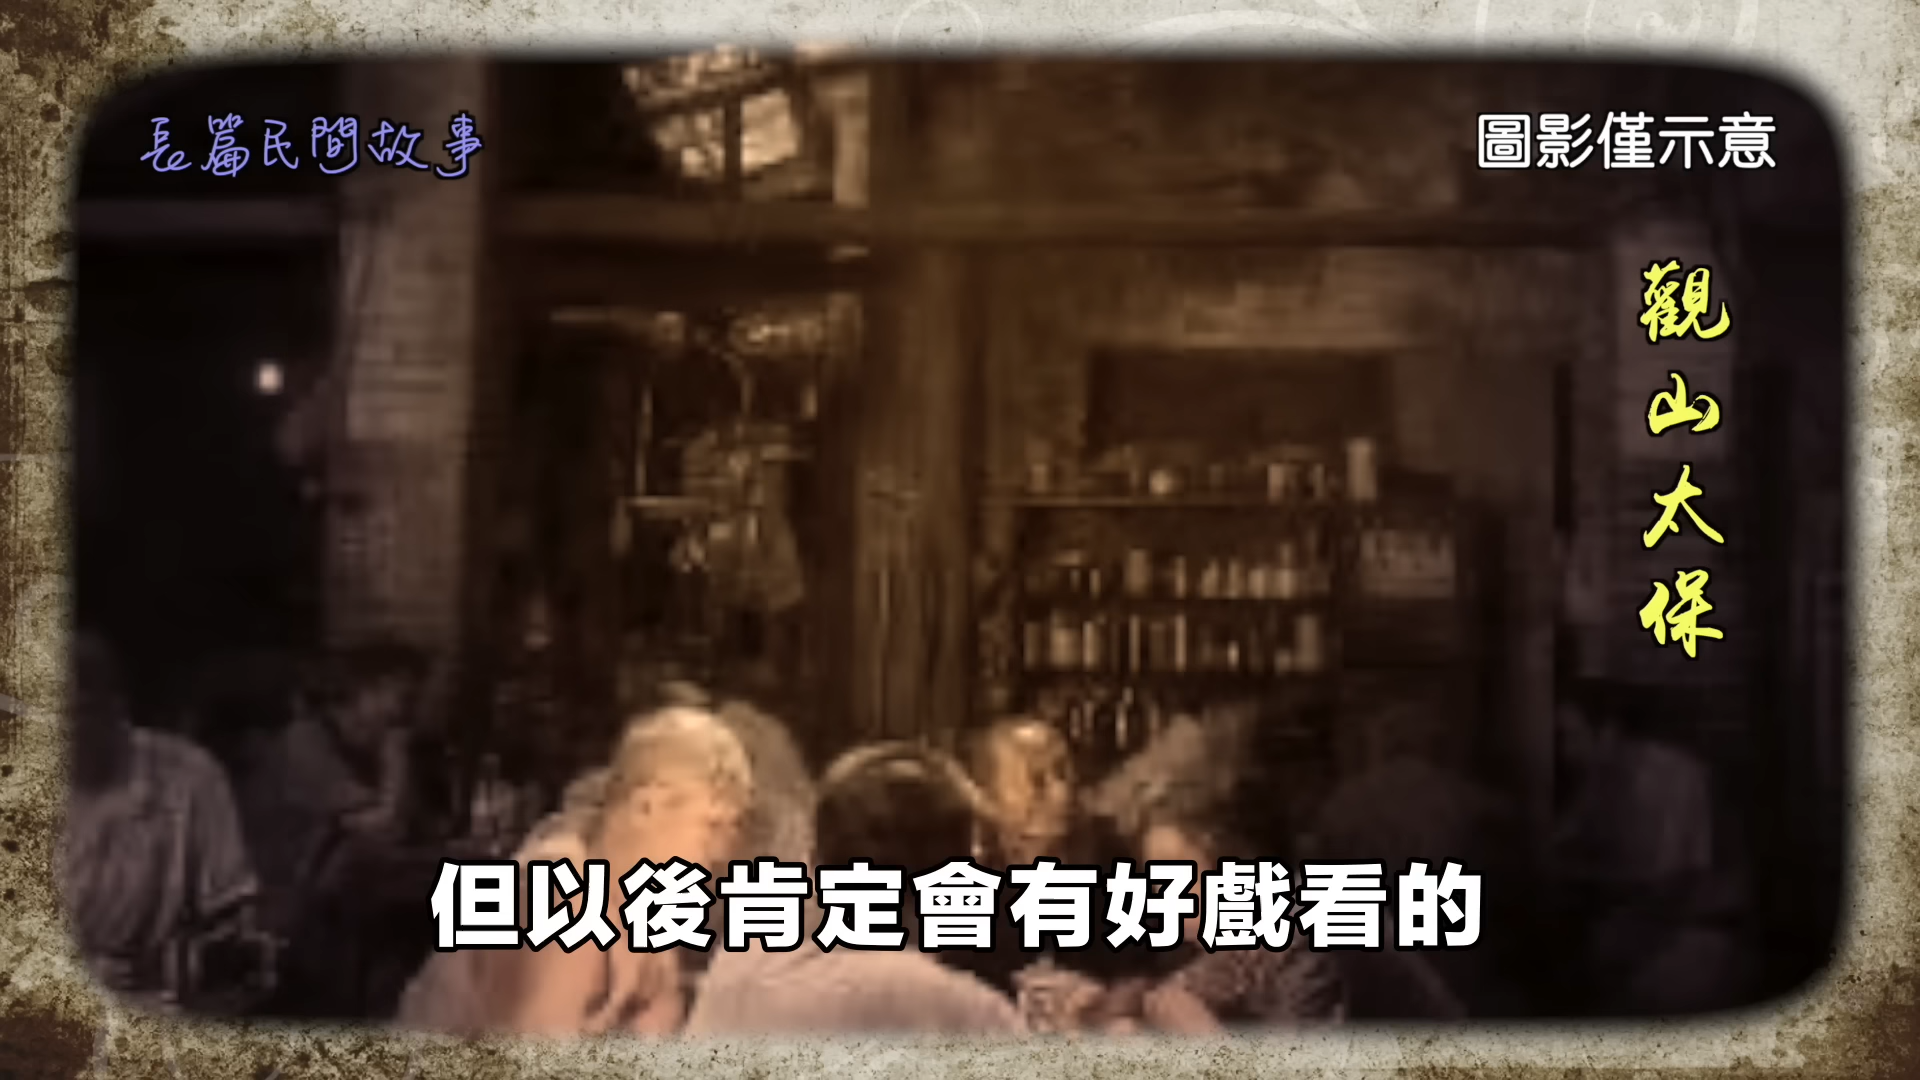 長篇民間故事
圖影僅示意
觀山太保
但以後肯定會有好戲看的